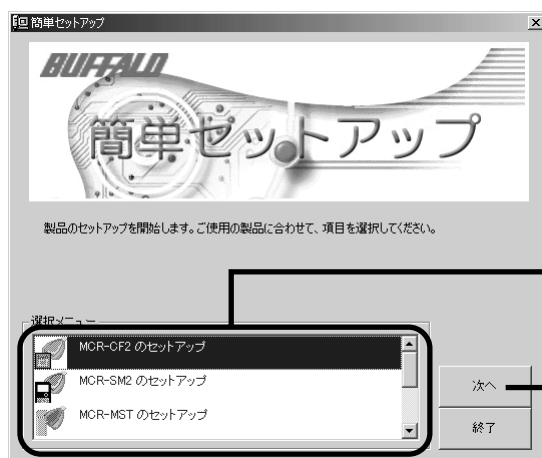 簡単セットアップ
BUFFALO
簡単セットアップ
製品のセットアップを開始します。ご使用の製品に合わせて、項目を選択してください。
選択メニュー
MCR-CF2 のセットアップ
MCR-SM2 のセットアップ
MCR-MST のセットアップ
次へ
終了